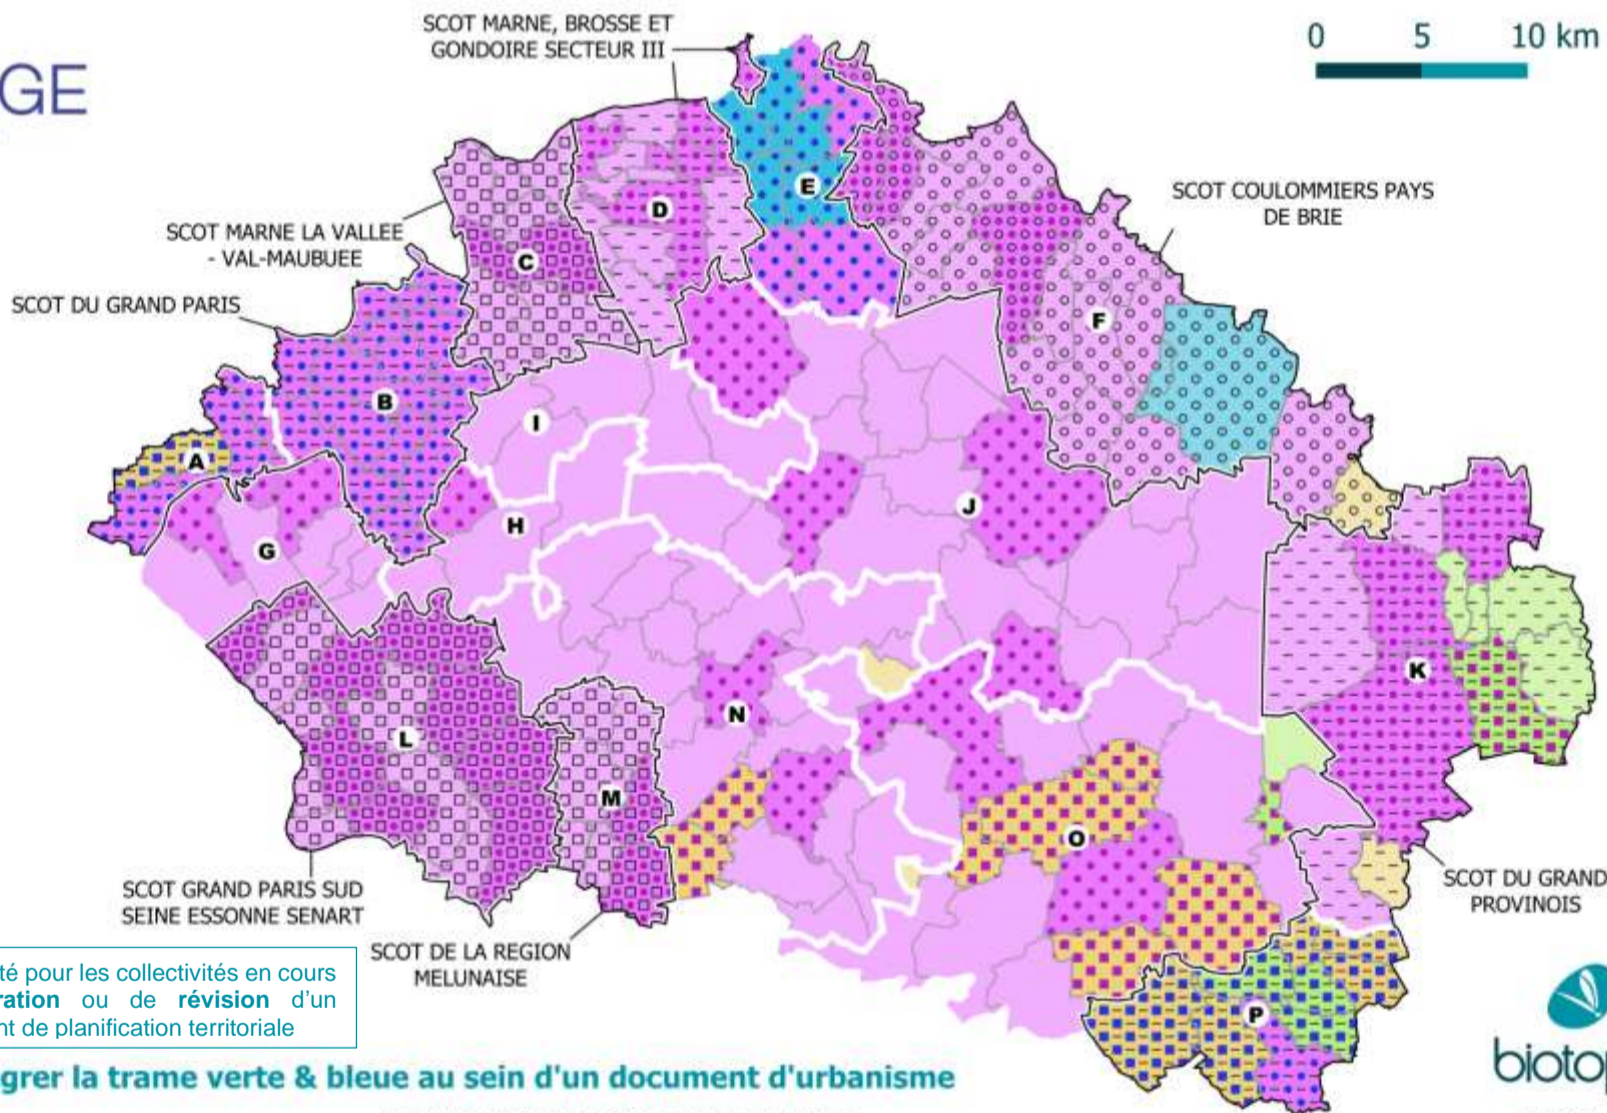 GE
SCOT MARNE, BROSSE ET
GONDOIRE SECTEUR III
0 5 10 km
SCOT COULOMMIERS PAYS
DE BRIE
SCOT MARNE LA VALLEE
- VAL-MAUBUEE
SCOT DU GRAND PARIS
E
D
C
F
B
I
A
J
H
G
K
N
L
M
O
P
SCOT GRAND PARIS SUD
SEINE ESSONNE SENART
SCOT DU GRAND
PROVINOIS
SCOT DE LA REGION
MELUNAISE
té pour les collectivités en cours
ration ou de révision d'un
nt de planification territoriale
grer la trame verte & bleue au sein d'un document d'urbanisme
biotop